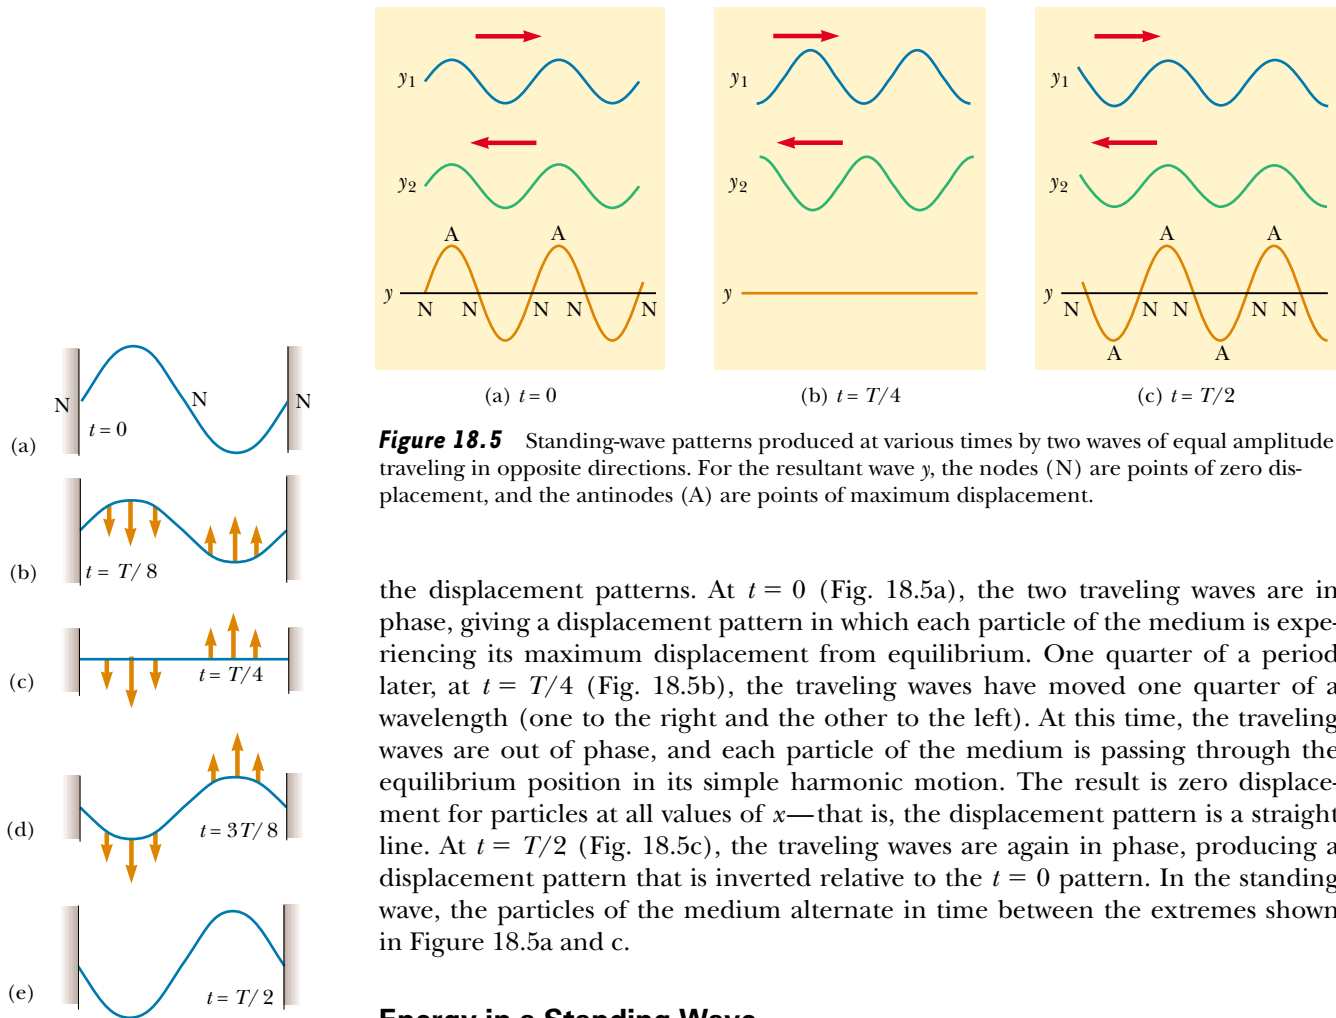 y1
y2
A
A
y
N
N
N
N
N
(a) t = 0
y1
y2
y
(b) t = T/4
y1
y2
A
A
y
N
N
N
N
N
A
A
(c) t = T/2
Figure 18.5 Standing-wave patterns produced at various times by two waves of equal amplitude
traveling in opposite directions. For the resultant wave y, the nodes (N) are points of zero dis-
placement, and the antinodes (A) are points of maximum displacement.
N
N
N
t = 0
(a)
t = T/ 8
(b)
t = T/4
(c)
t = 3T/8
(d)
t = T/ 2
(e)
the displacement patterns. At t = 0 (Fig. 18.5a), the two traveling waves are in
phase, giving a displacement pattern in which each particle of the medium is expe-
riencing its maximum displacement from equilibrium. One quarter of a period
later, at t = T/4 (Fig. 18.5b), the traveling waves have moved one quarter of a
wavelength (one to the right and the other to the left). At this time, the traveling
waves are out of phase, and each particle of the medium is passing through the
equilibrium position in its simple harmonic motion. The result is zero displace-
ment for particles at all values of x—that is, the displacement pattern is a straight
line. At t = T/2 (Fig. 18.5c), the traveling waves are again in phase, producing a
displacement pattern that is inverted relative to the t = 0 pattern. In the standing
wave, the particles of the medium alternate in time between the extremes shown
in Figure 18.5a and c.
Energy in a Standing Wave